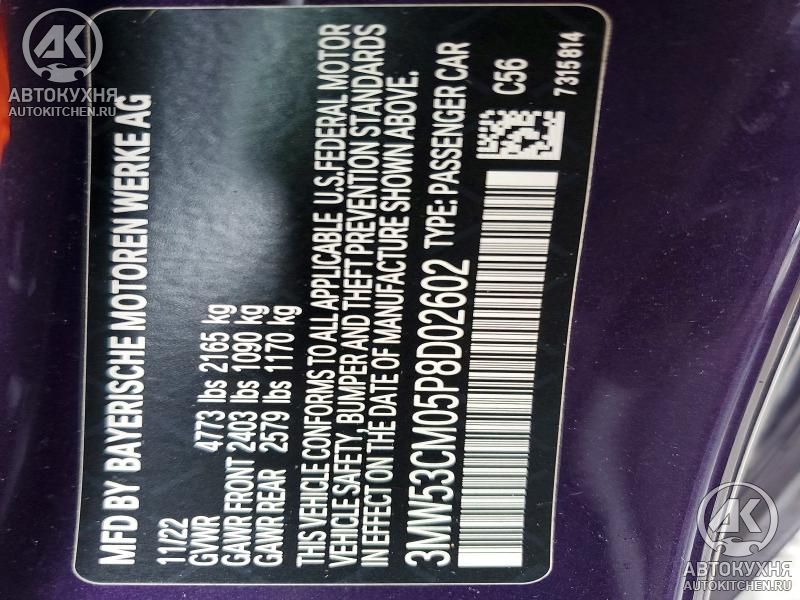 MFD BY BAYERISCHE MOTOREN WERKE AG
11/22
GVWR 4773 lbs 2165 kg
GAWR FRONT 2403 lbs 1090 kg
GAWR REAR 2579 lbs 1170 kg
THIS VEHICLE CONFORMS TO ALL APPLICABLE U.S.FEDERAL MOTOR
VEHICLE SAFETY, BUMPER AND THEFT PREVENTION STANDARDS
IN EFFECT ON THE DATE OF MANUFACTURE SHOWN ABOVE.
3MW53CM05P8D02602 TYPE: PASSENGER CAR
C56
7315814
АК
АВТОКУХНЯ
AUTOKITCHEN.RU
АК
АВТОКУХНЯ
AUTOKITCHEN.RU